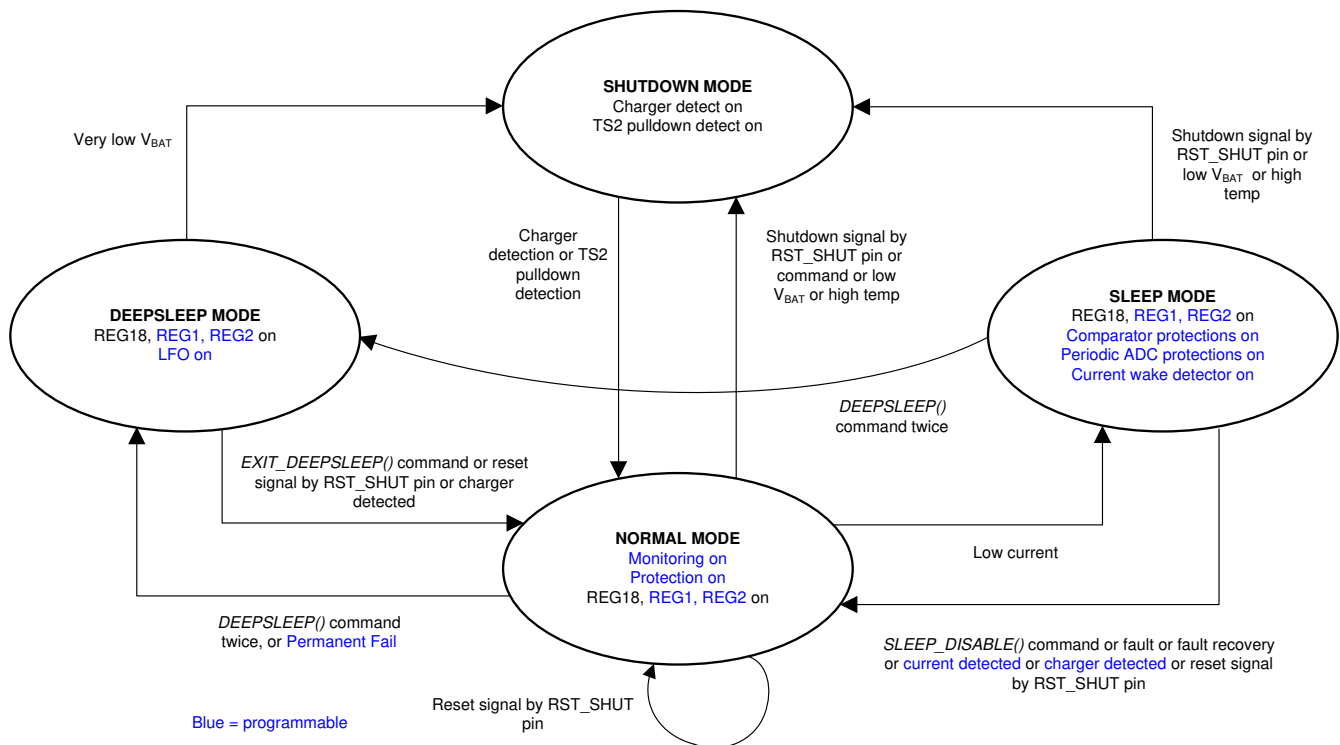 SHUTDOWN MODE
Charger detect on
TS2 pulldown detect on
Very low VBAT
Shutdown signal by
RST_SHUT pin or
low VBAT or high
temp
Charger
detection or TS2
pulldown
detection
Shutdown signal by
RST_SHUT pin or
command or low
VBAT or high temp
DEEPSLEEP MODE
REG18, REG1, REG2 on
LFO on
SLEEP MODE
REG18, REG1, REG2 on
Comparator protections on
Periodic ADC protections on
Current wake detector on
DEEPSLEEP()
command twice
EXIT_DEEPSLEEP() command or reset
signal by RST_SHUT pin or charger
detected
NORMAL MODE
Monitoring on
Protection on
REG18, REG1, REG2 on
Low current
DEEPSLEEP() command
twice, or Permanent Fail
SLEEP_DISABLE() command or fault or fault recovery
or current detected or charger detected or reset signal
by RST_SHUT pin
Reset signal by RST_SHUT
pin
Blue = programmable